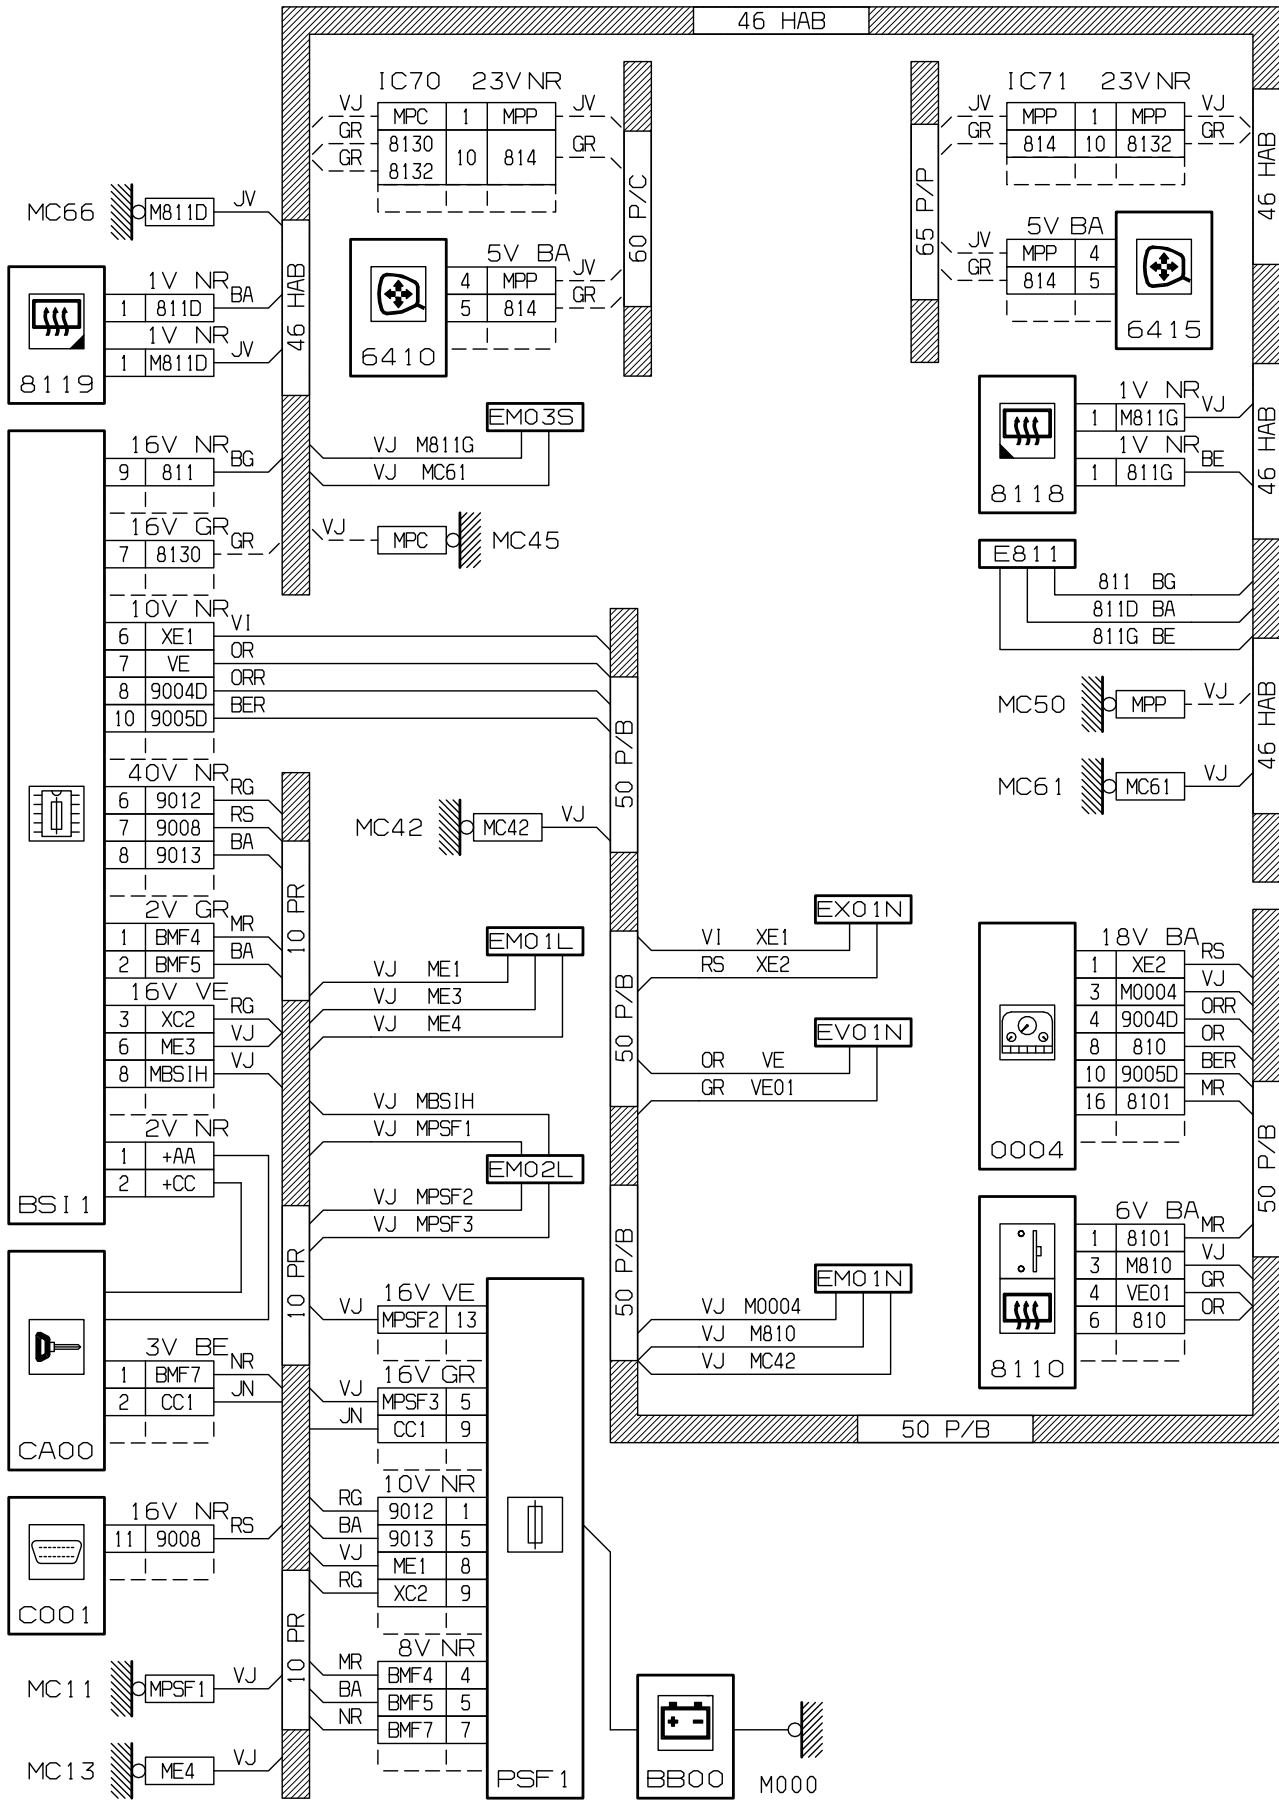 46 HAB
IC70 23V NR
VJ MPC 1 MPP JV
GR 8130
GR 8132 10 814 GR
60 P/C
IC71 23V NR
JV MPP 1 MPP VJ
GR 814 10 8132 GR
65 P/P
46 HAB
MC66 M811D JV
46 HAB
5V BA
4 MPP JV
5 814 GR
6410
5V BA
JV MPP 4
GR 814 5
6415
1V NR
1 811D BA
1V NR
1 M811D JV
8119
EM03S
VJ M811G
VJ MC61
1V NR
1 M811G VJ
1V NR
1 811G BE
8118
46 HAB
16V NR
9 811 BG
16V GR
7 8130 GR
VJ MPC MC45
E811
811 BG
811D BA
811G BE
10V NR
6 XE1 VI
7 VE OR
8 9004D ORR
10 9005D BER
50 P/B
MC50 MPP VJ
MC61 MC61 VJ
46 HAB
40V NR
6 9012 RG
7 9008 RS
8 9013 BA
MC42 MC42 VJ
10 PR
2V GR
1 BMF4 MR
2 BMF5 BA
16V VE
3 XC2 RG
6 ME3 VJ
8 MBSIH VJ
2V NR
1 +AA
2 +CC
BSI1
EM01L
VJ ME1
VJ ME3
VJ ME4
VJ MBSIH
VJ MPSF1
EM02L
VJ MPSF2
VJ MPSF3
EX01N
VI XE1
RS XE2
50 P/B
EV01N
OR VE
GR VE01
18V BA
1 XE2 RS
3 M0004 VJ
4 9004D ORR
8 810 OR
10 9005D BER
16 8101 MR
0004
50 P/B
6V BA
1 8101 MR
3 M810 VJ
4 VE01 GR
6 810 OR
8110
50 P/B
EM01N
VJ M0004
VJ M810
VJ MC42
50 P/B
10 PR
3V BE
1 BMF7 NR
2 CC1 JN
CA00
16V VE
VJ MPSF2 13
16V GR
VJ MPSF3 5
JN CC1 9
10V NR
RG 9012 1
BA 9013 5
VJ ME1 8
RG XC2 9
8V NR
MR BMF4 4
BA BMF5 5
NR BMF7 7
PSF1
16V NR
11 9008 RS
C001
10 PR
MC11 MPSF1 VJ
MC13 ME4 VJ
BB00
M000